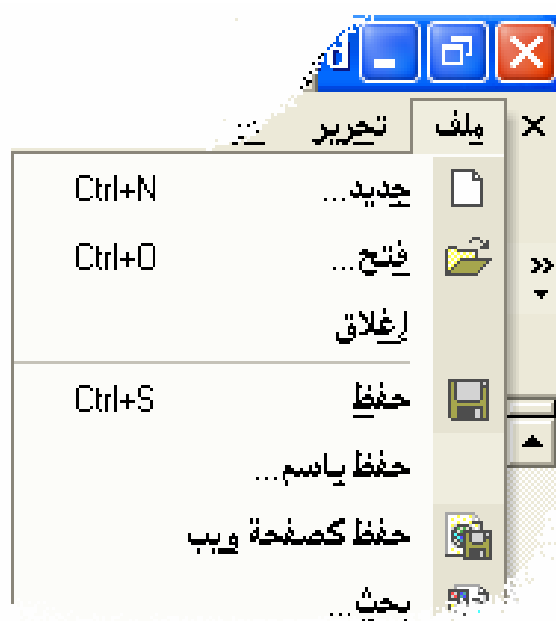 ملف تحرير
جديد... Ctrl+N
فتح... Ctrl+O
إغلاق
حفظ Ctrl+S
حفظ باسم...
حفظ كصفحة ويب
بحث...